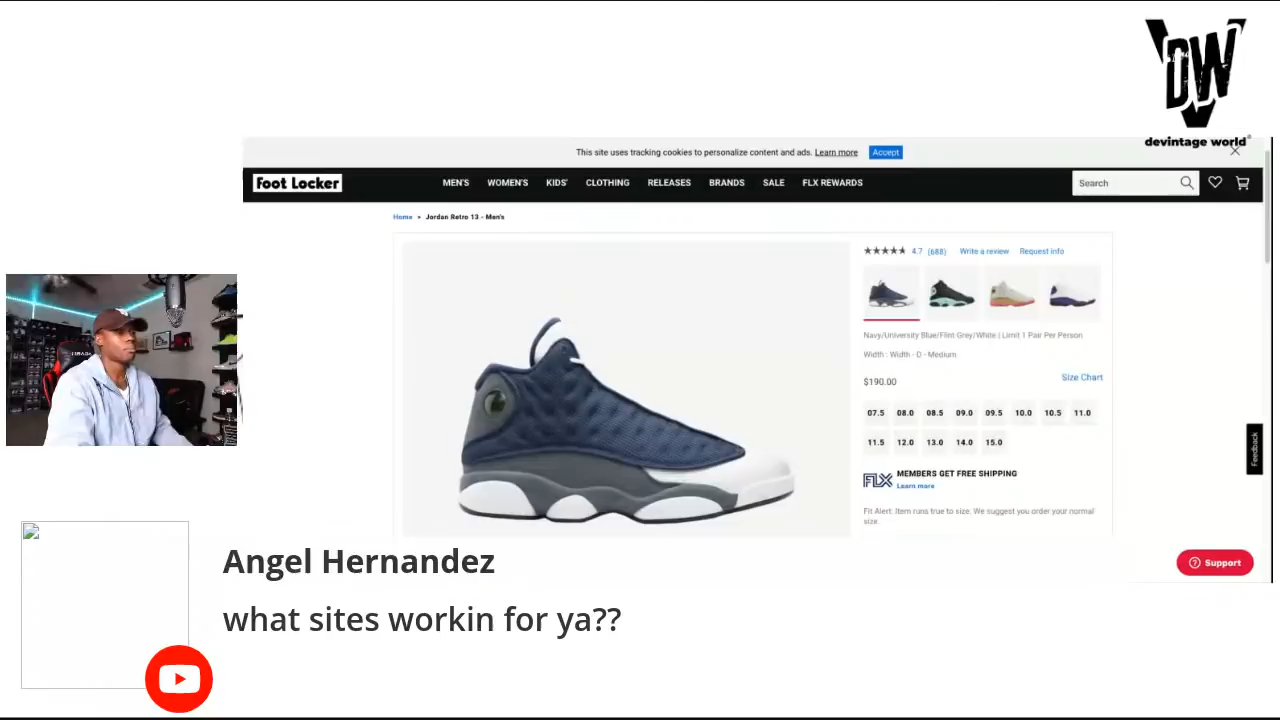 DW
devintage world
This site uses tracking cookies to personalize content and ads. Learn more Accept
Foot Locker MEN'S WOMEN'S KIDS' CLOTHING RELEASES BRANDS SALE FLX REWARDS Search
Home Jordan Retro 13 - Men's
4.7 (688) Write a review Request info
Navy/University Blue/Flint Grey/White | Limit 1 Pair Per Person
Width : Width - D - Medium
$190.00 Size Chart
07.5 08.0 08.5 09.0 09.5 10.0 10.5 11.0
11.5 12.0 13.0 14.0 15.0
FLX MEMBERS GET FREE SHIPPING
Learn more
Fit Alert: Item runs true to size. We suggest you order your normal
size.
Feedback
Support
Angel Hernandez
what sites workin for ya??